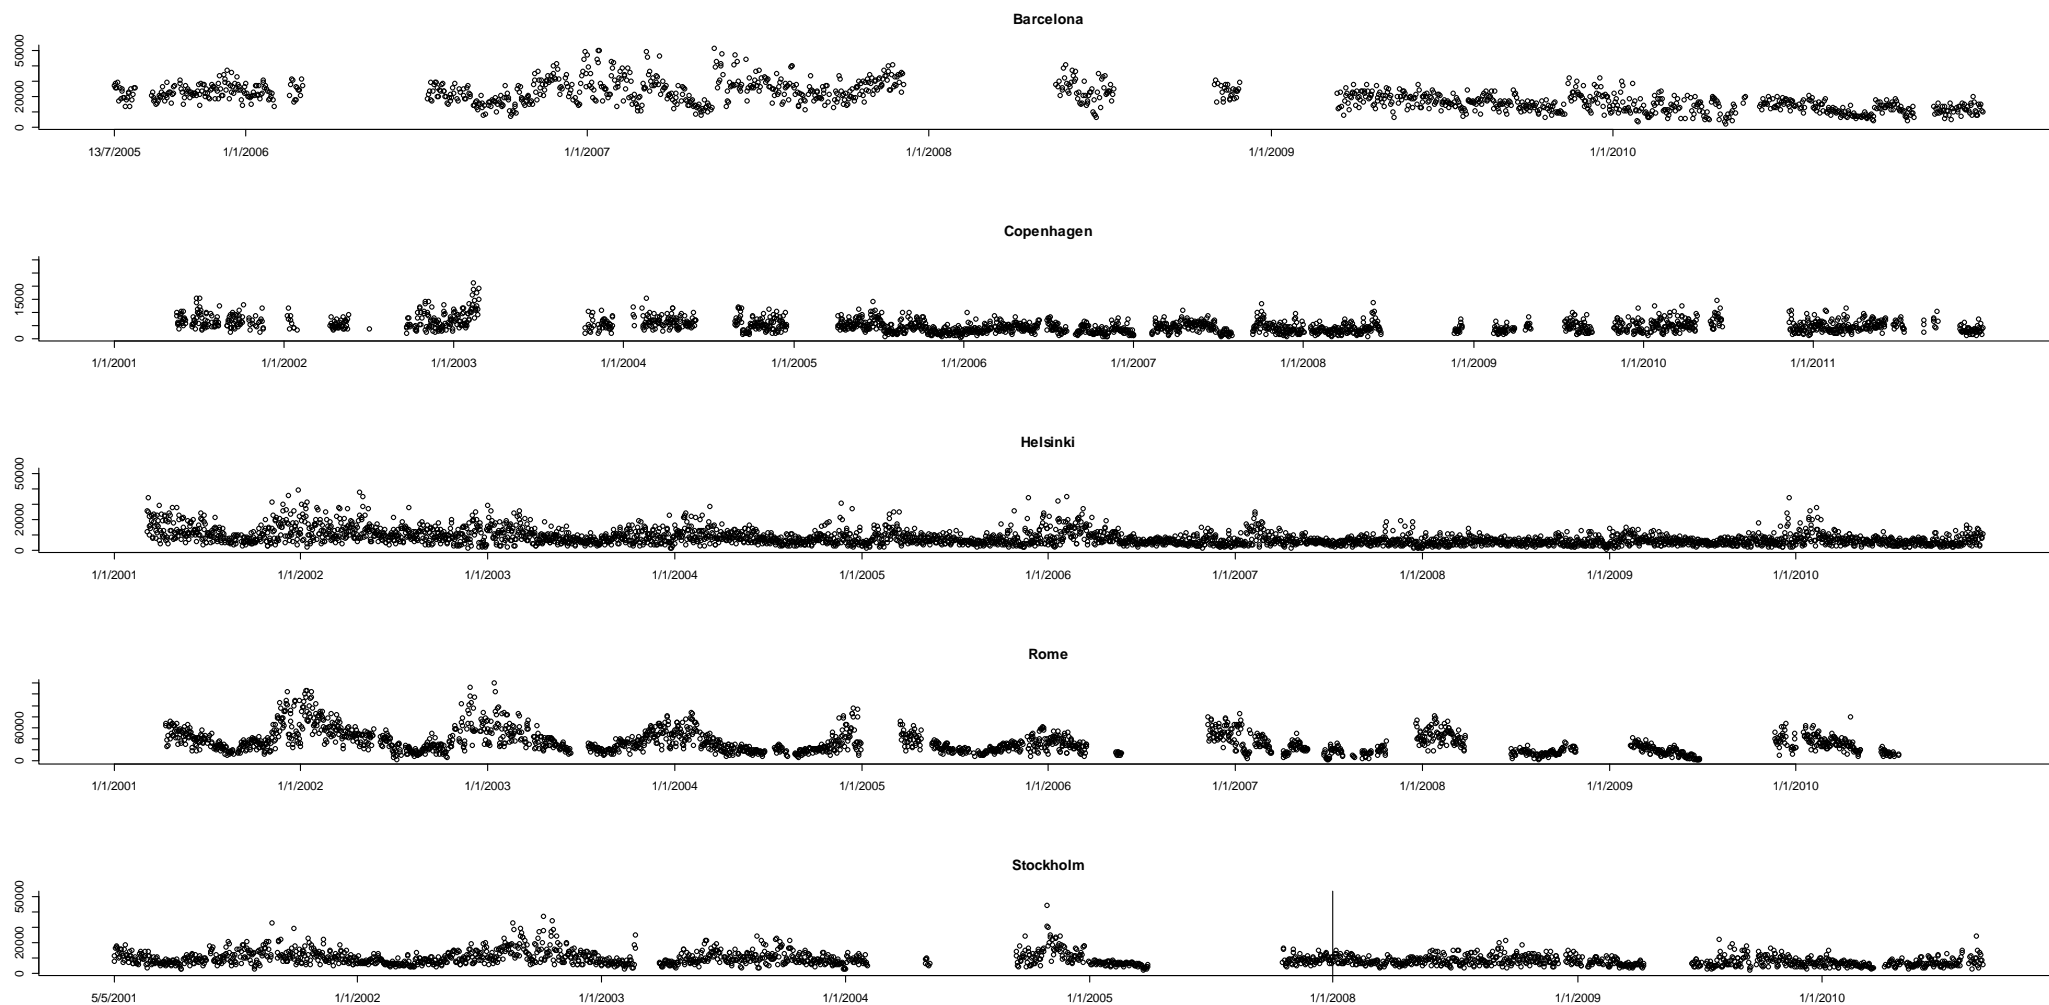 Barcelona
0 20000 50000
13/7/2005 1/1/2006 1/1/2007 1/1/2008 1/1/2009 1/1/2010
Copenhagen
0 15000
1/1/2001 1/1/2002 1/1/2003 1/1/2004 1/1/2005 1/1/2006 1/1/2007 1/1/2008 1/1/2009 1/1/2010 1/1/2011
Helsinki
0 20000 50000
1/1/2001 1/1/2002 1/1/2003 1/1/2004 1/1/2005 1/1/2006 1/1/2007 1/1/2008 1/1/2009 1/1/2010
Rome
0 60000
1/1/2001 1/1/2002 1/1/2003 1/1/2004 1/1/2005 1/1/2006 1/1/2007 1/1/2008 1/1/2009 1/1/2010
Stockholm
0 20000 50000
5/5/2001 1/1/2002 1/1/2003 1/1/2004 1/1/2005 1/1/2008 1/1/2009 1/1/2010